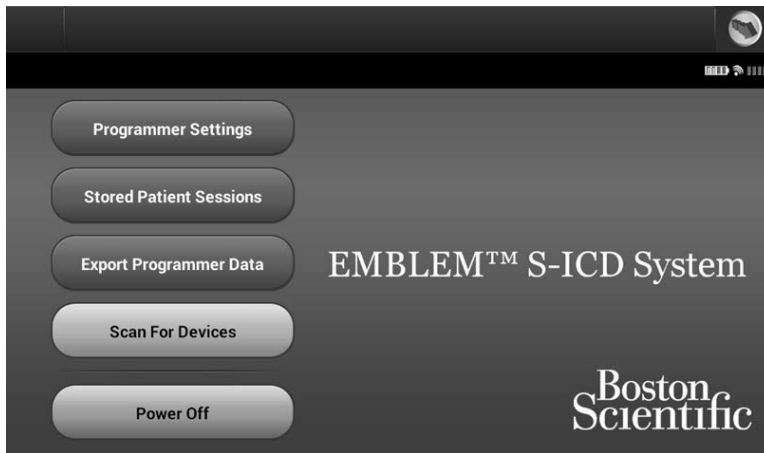 Programmer Settings
Stored Patient Sessions
Export Programmer Data
EMBLEM™ S-ICD System
Scan For Devices
Power Off
Boston
Scientific